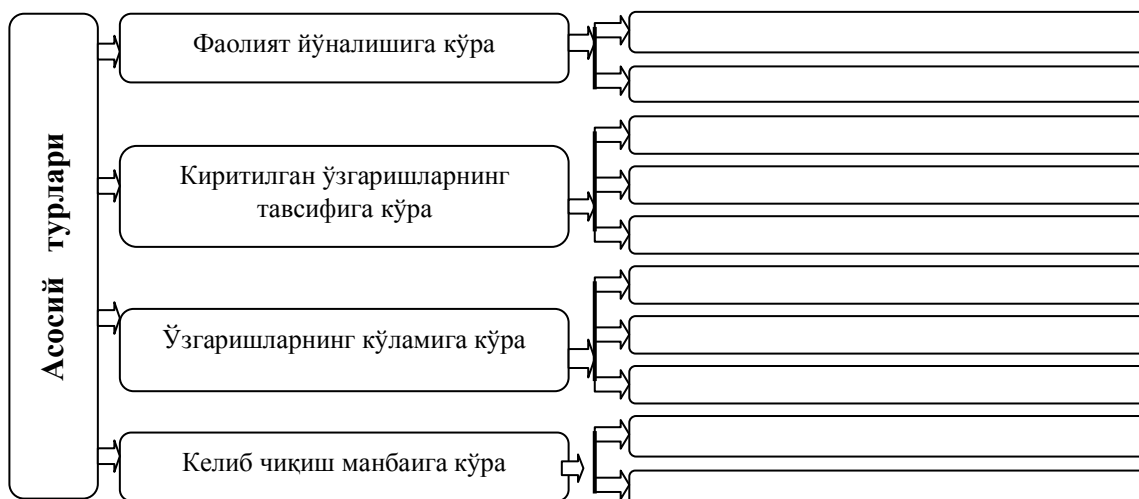 Асосий турлари
Фаолият йўналишига кўра
Киритилган ўзгаришларнинг
тавсифига кўра
Ўзгаришларнинг кўламига кўра
Келиб чиқиш манбаига кўра